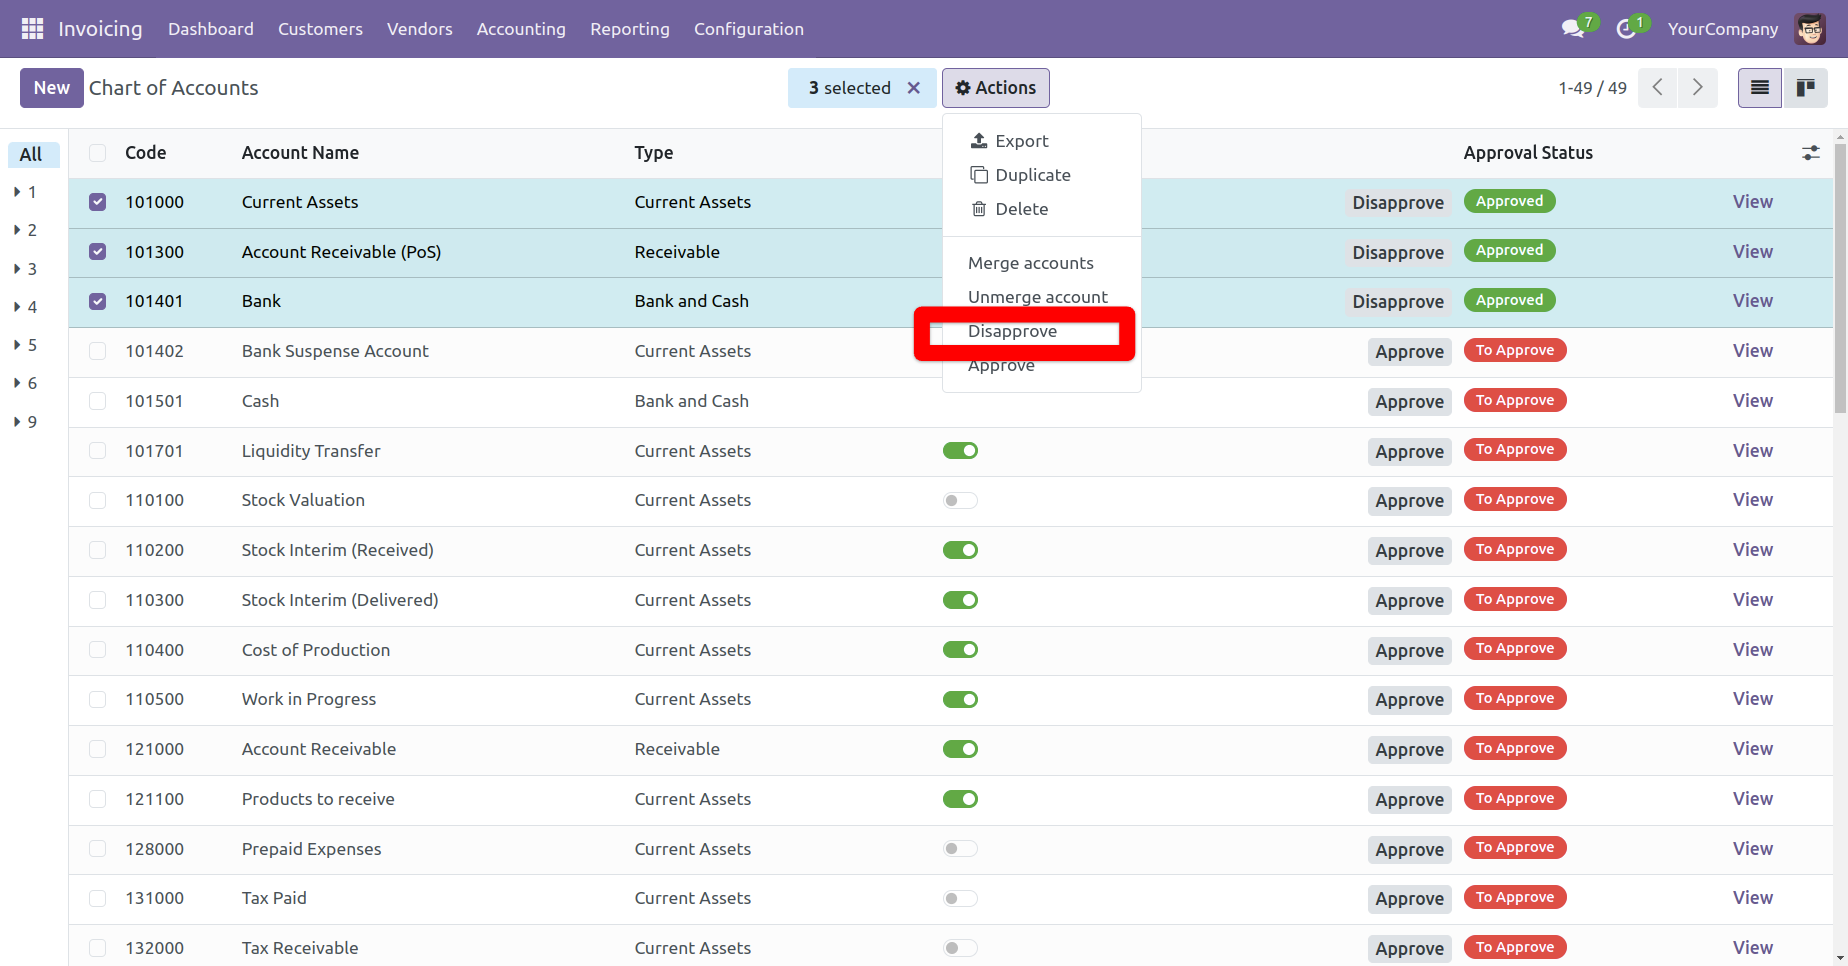 Invoicing Dashboard Customers Vendors Accounting Reporting Configuration 7 1 YourCompany
New Chart of Accounts 3 selected Actions 1-49 / 49
All Code Account Name Type Export Approval Status
1 101000 Current Assets Current Assets Duplicate Delete Disapprove Approved View
2 101300 Account Receivable (PoS) Receivable Merge accounts Disapprove Approved View
3 101401 Bank Bank and Cash Unmerge account Disapprove Approved View
4 101402 Bank Suspense Account Current Assets Disapprove Approve Approve To Approve View
5 101501 Cash Bank and Cash Approve To Approve View
6 101701 Liquidity Transfer Current Assets Approve To Approve View
9 110100 Stock Valuation Current Assets Approve To Approve View
110200 Stock Interim (Received) Current Assets Approve To Approve View
110300 Stock Interim (Delivered) Current Assets Approve To Approve View
110400 Cost of Production Current Assets Approve To Approve View
110500 Work in Progress Current Assets Approve To Approve View
121000 Account Receivable Receivable Approve To Approve View
121100 Products to receive Current Assets Approve To Approve View
128000 Prepaid Expenses Current Assets Approve To Approve View
131000 Tax Paid Current Assets Approve To Approve View
132000 Tax Receivable Current Assets Approve To Approve View